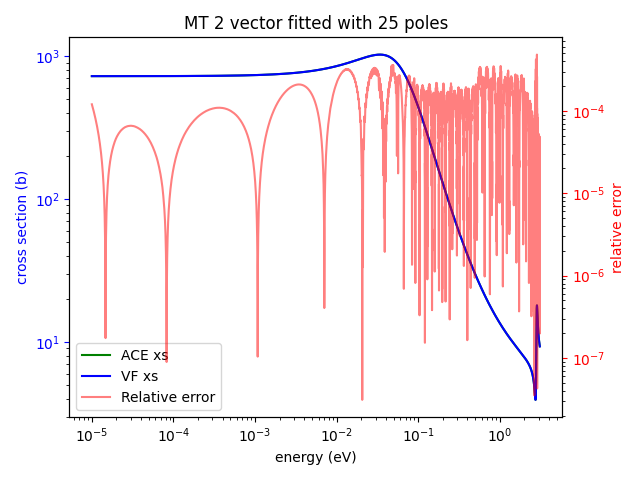 MT 2 vector fitted with 25 poles
10³
10²
10¹
cross section (b)
10⁻⁴
10⁻⁵
10⁻⁶
10⁻⁷
relative error
ACE xs
VF xs
Relative error
10⁻⁵
10⁻⁴
10⁻³
10⁻²
10⁻¹
10⁰
energy (eV)